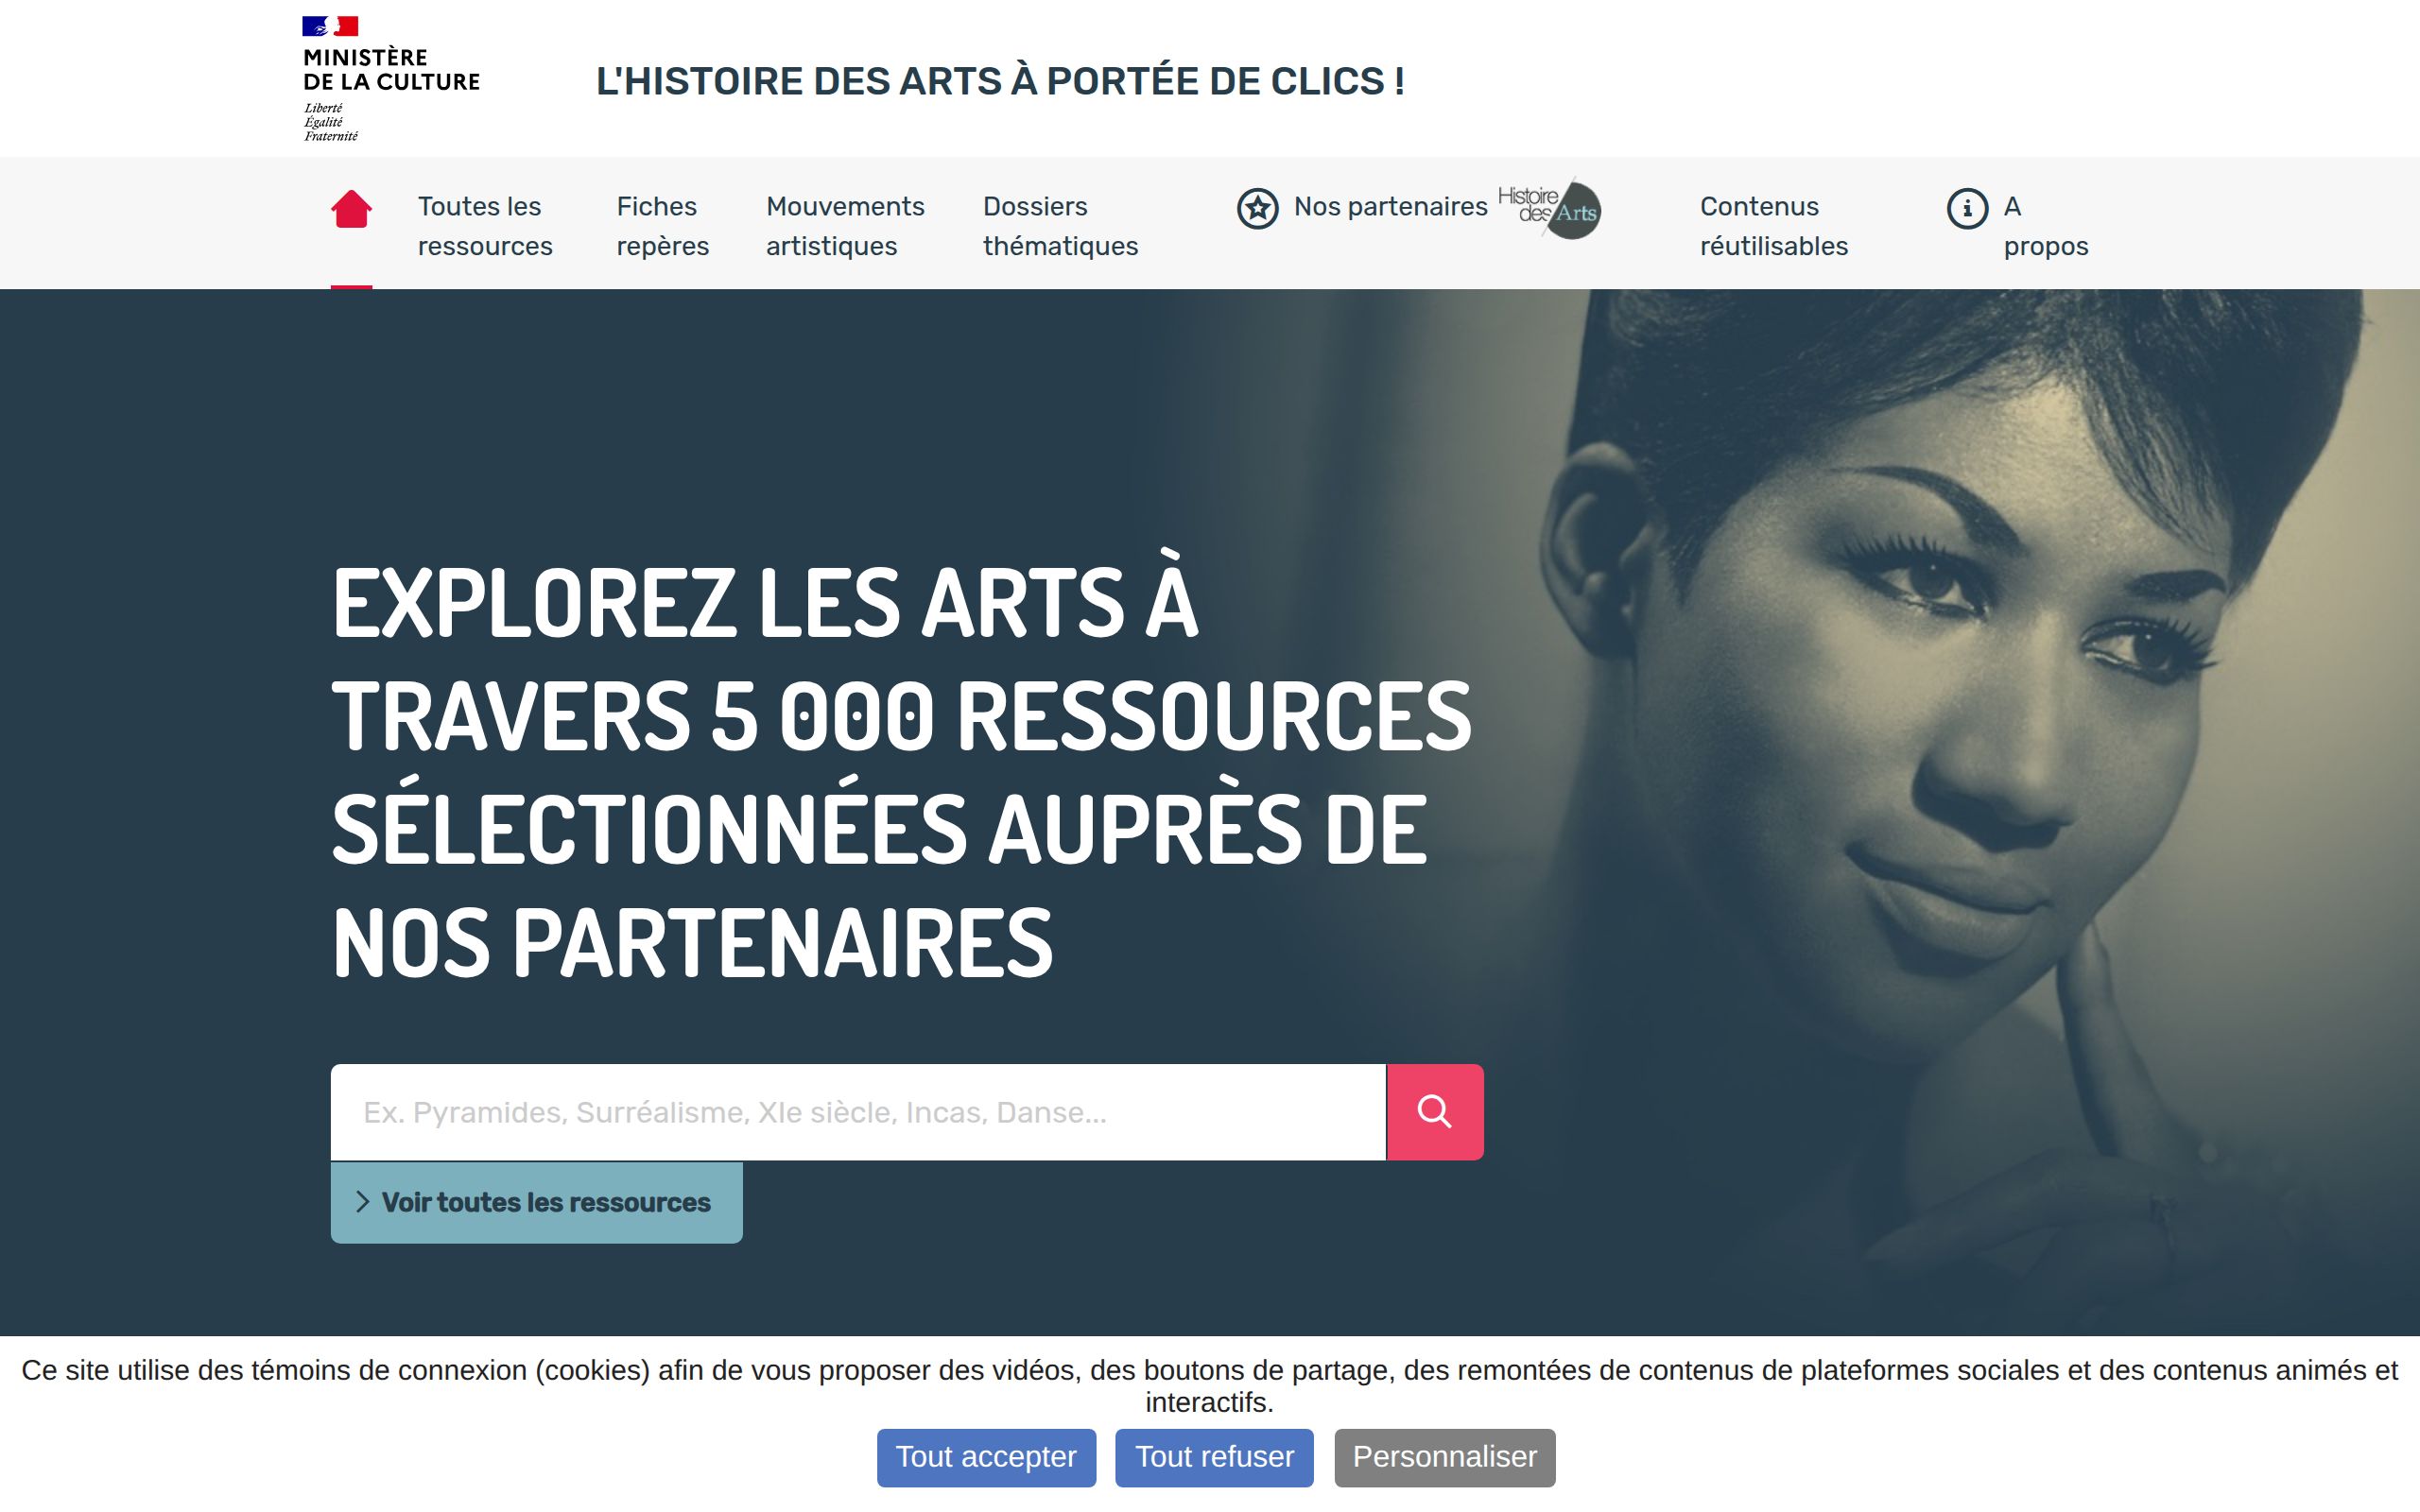 MINISTÈRE
DE LA CULTURE
Liberté
Égalité
Fraternité
L'HISTOIRE DES ARTS À PORTÉE DE CLICS !
Toutes les
ressources
Fiches
repères
Mouvements
artistiques
Dossiers
thématiques
Nos partenaires
Histoire
des Arts
Contenus
réutilisables
A
propos
EXPLOREZ LES ARTS À
TRAVERS 5 000 RESSOURCES
SÉLECTIONNÉES AUPRÈS DE
NOS PARTENAIRES
Ex. Pyramides, Surréalisme, XIe siècle, Incas, Danse...
Voir toutes les ressources
Ce site utilise des témoins de connexion (cookies) afin de vous proposer des vidéos, des boutons de partage, des remontées de contenus de plateformes sociales et des contenus animés et
interactifs.
Tout accepter
Tout refuser
Personnaliser